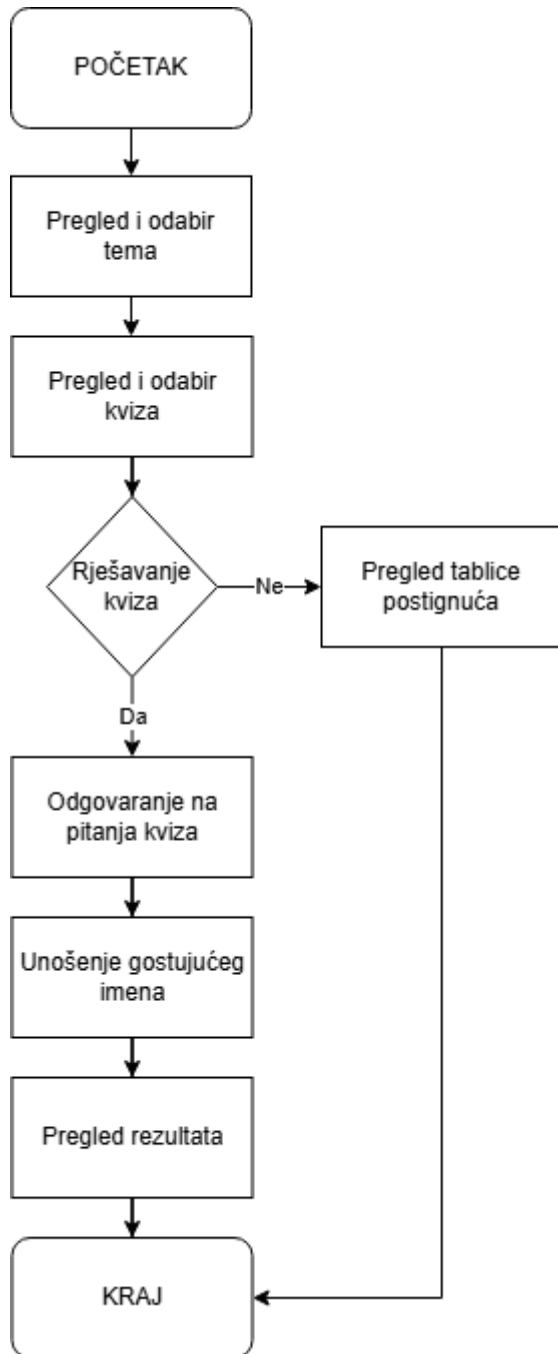 POČETAK
Pregled i odabir
tema
Pregled i odabir
kviza
Rješavanje
kviza
Ne
Pregled tablice
postignuća
Da
Odgovaranje na
pitanja kviza
Unošenje gostujućeg
imena
Pregled rezultata
KRAJ